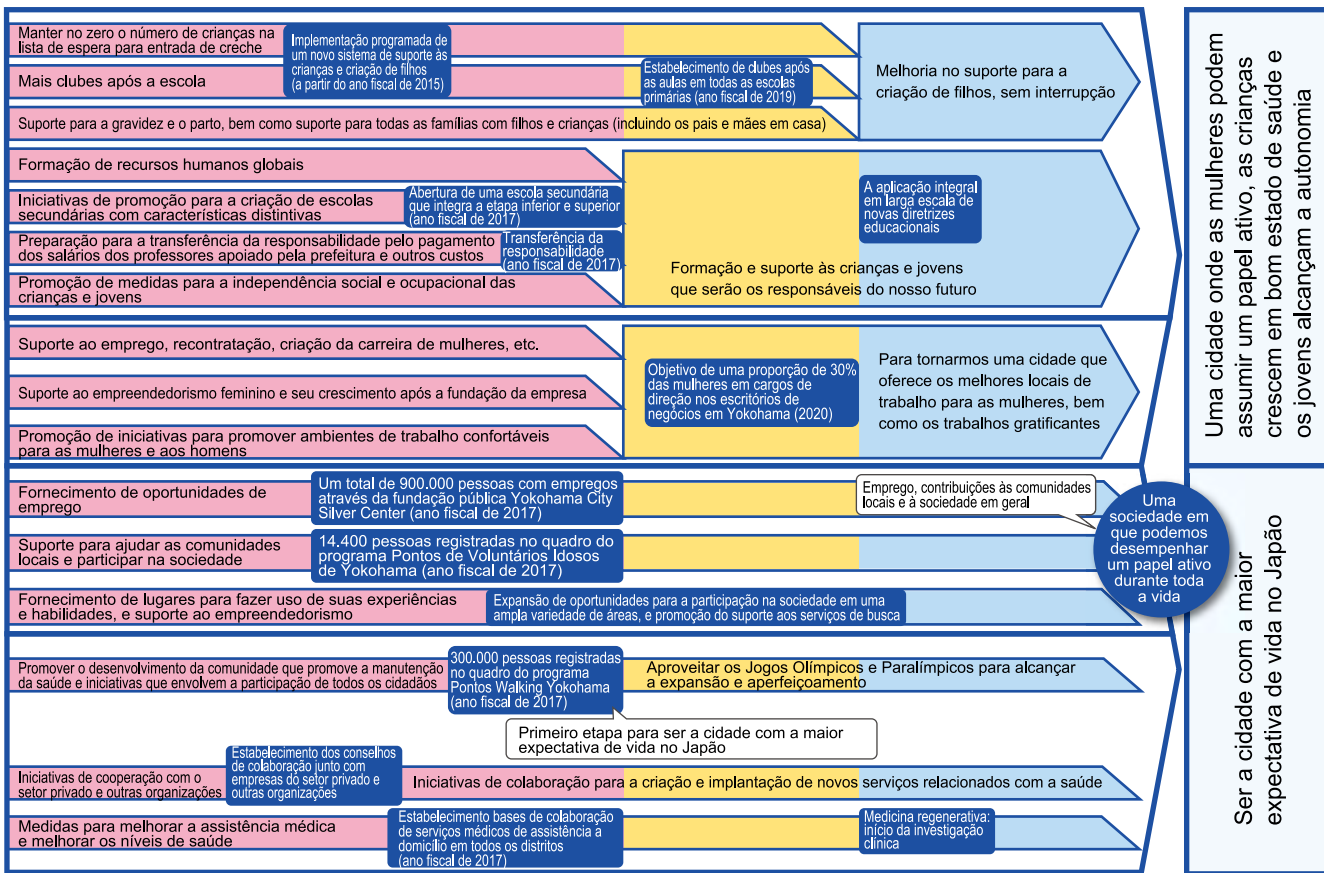 Manter no zero o número de crianças na
lista de espera para entrada de creche
Implementação programada de
um novo sistema de suporte às
crianças e criação de filhos
(a partir do ano fiscal de 2015)
Mais clubes após a escola
Estabelecimento de clubes após
as aulas em todas as escolas
primárias (ano fiscal de 2019)
Suporte para a gravidez e o parto, bem como suporte para todas as famílias com filhos e crianças (incluindo os pais e mães em casa)
Melhoria no suporte para a
criação de filhos, sem interrupção
Formação de recursos humanos globais
Iniciativas de promoção para a criação de escolas
secundárias com características distintivas
Abertura de uma escola secundária
que integra a etapa inferior e superior
(ano fiscal de 2017)
Preparação para a transferência da responsabilidade pelo pagamento
dos salários dos professores apoiado pela prefeitura e outros custos
Transferência da
responsabilidade
(ano fiscal de 2017)
Promoção de medidas para a independência social e ocupacional das
crianças e jovens
A aplicação integral
em larga escala de
novas diretrizes
educacionais
Formação e suporte às crianças e jovens
que serão os responsáveis do nosso futuro
Suporte ao emprego, recontratação, criação da carreira de mulheres, etc.
Suporte ao empreendedorismo feminino e seu crescimento após a fundação da empresa
Promoção de iniciativas para promover ambientes de trabalho confortáveis
para as mulheres e aos homens
Objetivo de uma proporção de 30%
das mulheres em cargos de
direção nos escritórios de
negócios em Yokohama (2020)
Para tornarmos uma cidade que
oferece os melhores locais de
trabalho para as mulheres, bem
como os trabalhos gratificantes
Uma cidade onde as mulheres podem
assumir um papel ativo, as crianças
crescem em bom estado de saúde e
os jovens alcançam a autonomia
Fornecimento de oportunidades de
emprego
Um total de 900.000 pessoas com empregos
através da fundação pública Yokohama City
Silver Center (ano fiscal de 2017)
Emprego, contribuições às comunidades
locais e à sociedade em geral
Suporte para ajudar as comunidades
locais e participar na sociedade
14.400 pessoas registradas no quadro do
programa Pontos de Voluntários Idosos
de Yokohama (ano fiscal de 2017)
Uma
sociedade em
que podemos
desempenhar
um papel ativo
durante toda
a vida
Fornecimento de lugares para fazer uso de suas experiências
e habilidades, e suporte ao empreendedorismo
Expansão de oportunidades para a participação na sociedade em uma
ampla variedade de áreas, e promoção do suporte aos serviços de busca
Promover o desenvolvimento da comunidade que promove a manutenção
da saúde e iniciativas que envolvem a participação de todos os cidadãos
300.000 pessoas registradas
no quadro do programa
Pontos Walking Yokohama
(ano fiscal de 2017)
Aproveitar os Jogos Olímpicos e Paralímpicos para alcançar
a expansão e aperfeiçoamento
Primeiro etapa para ser a cidade com a maior
expectativa de vida no Japão
Iniciativas de cooperação com o
setor privado e outras organizações
Estabelecimento dos conselhos
de colaboração junto com
empresas do setor privado e
outras organizações
Iniciativas de colaboração para a criação e implantação de novos serviços relacionados com a saúde
Medidas para melhorar a assistência médica
e melhorar os níveis de saúde
Estabelecimento bases de colaboração
de serviços médicos de assistência a
domicílio em todos os distritos
(ano fiscal de 2017)
Medicina regenerativa:
início da investigação
clínica
Ser a cidade com a maior
expectativa de vida no Japão